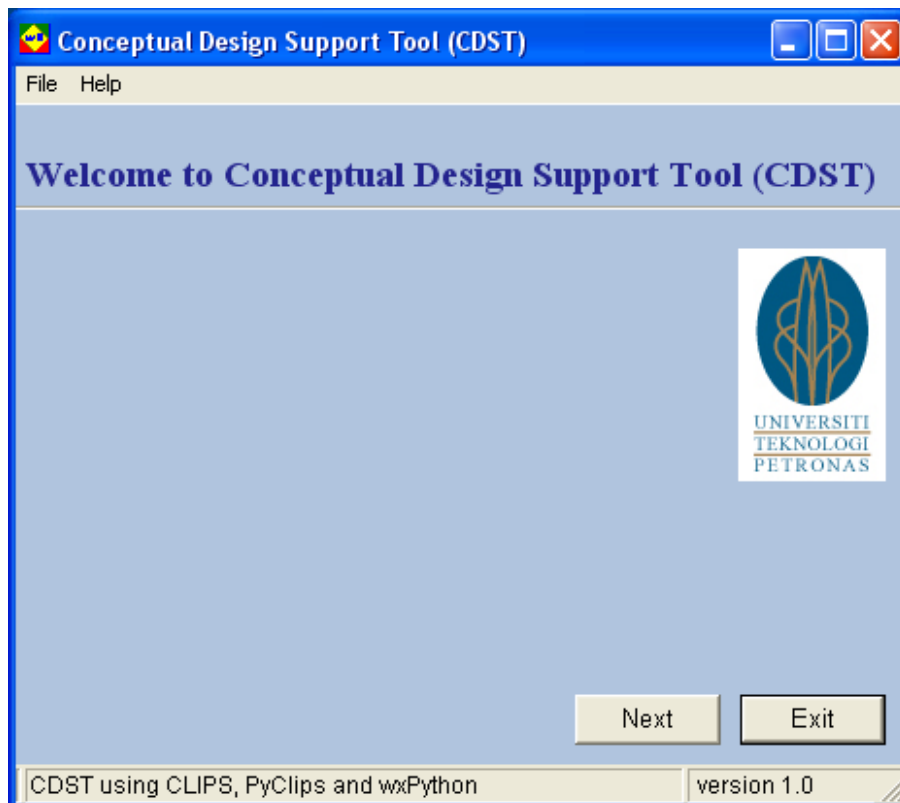 Conceptual Design Support Tool (CDST)
File Help
Welcome to Conceptual Design Support Tool (CDST)
UNIVERSITI
TEKNOLOGI
PETRONAS
Next Exit
CDST using CLIPS, PyClips and wxPython version 1.0